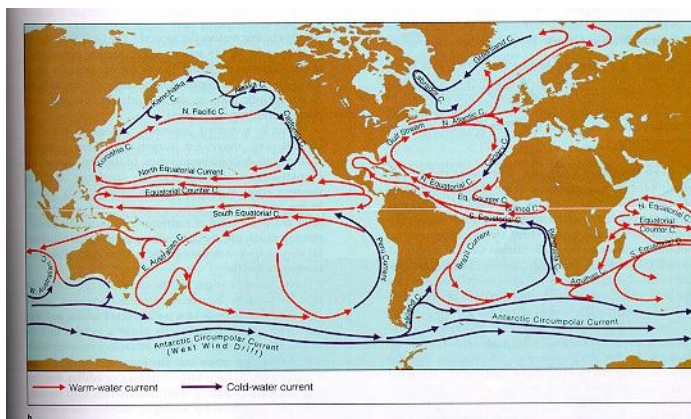 Greenland C.
Labrador C.
Kamchatka C.
Alaska C.
N. Pacific C.
California C.
Gulf Stream
N. Atlantic C.
Canary C.
Kuroshio C.
North Equatorial Current
N. Equatorial C.
Equatorial Counter C.
Eq. Counter C.
Guinea C.
South Equatorial C.
S. Equatorial C.
N. Equatorial C.
Equatorial
Counter C.
S. Equatorial C.
E. Australian C.
Peru Current
Brazil Current
Benguela C.
Agulhas C.
W. Australian C.
Antarctic Circumpolar Current
(West Wind Drift)
Antarctic Circumpolar Current
Warm-water current
Cold-water current
b